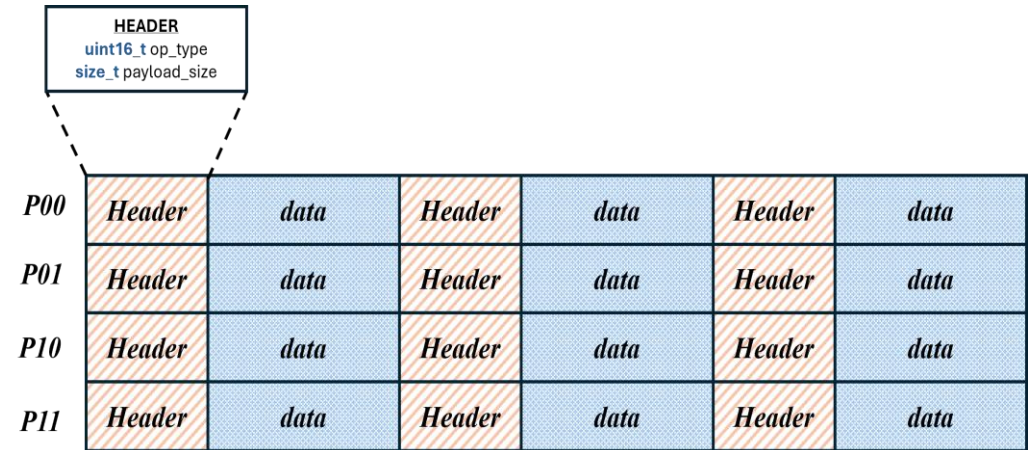 HEADER
uint16_t op_type
size_t payload_size
P00 Header data Header data Header data
P01 Header data Header data Header data
P10 Header data Header data Header data
P11 Header data Header data Header data